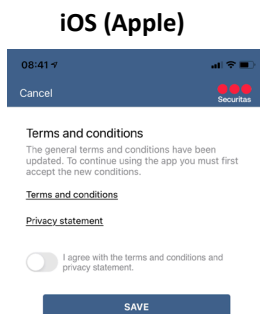 iOS (Apple)
08:41
Cancel
Securitas
Terms and conditions
The general terms and conditions have been
updated. To continue using the app you must first
accept the new conditions.
Terms and conditions
Privacy statement
I agree with the terms and conditions and
privacy statement.
SAVE